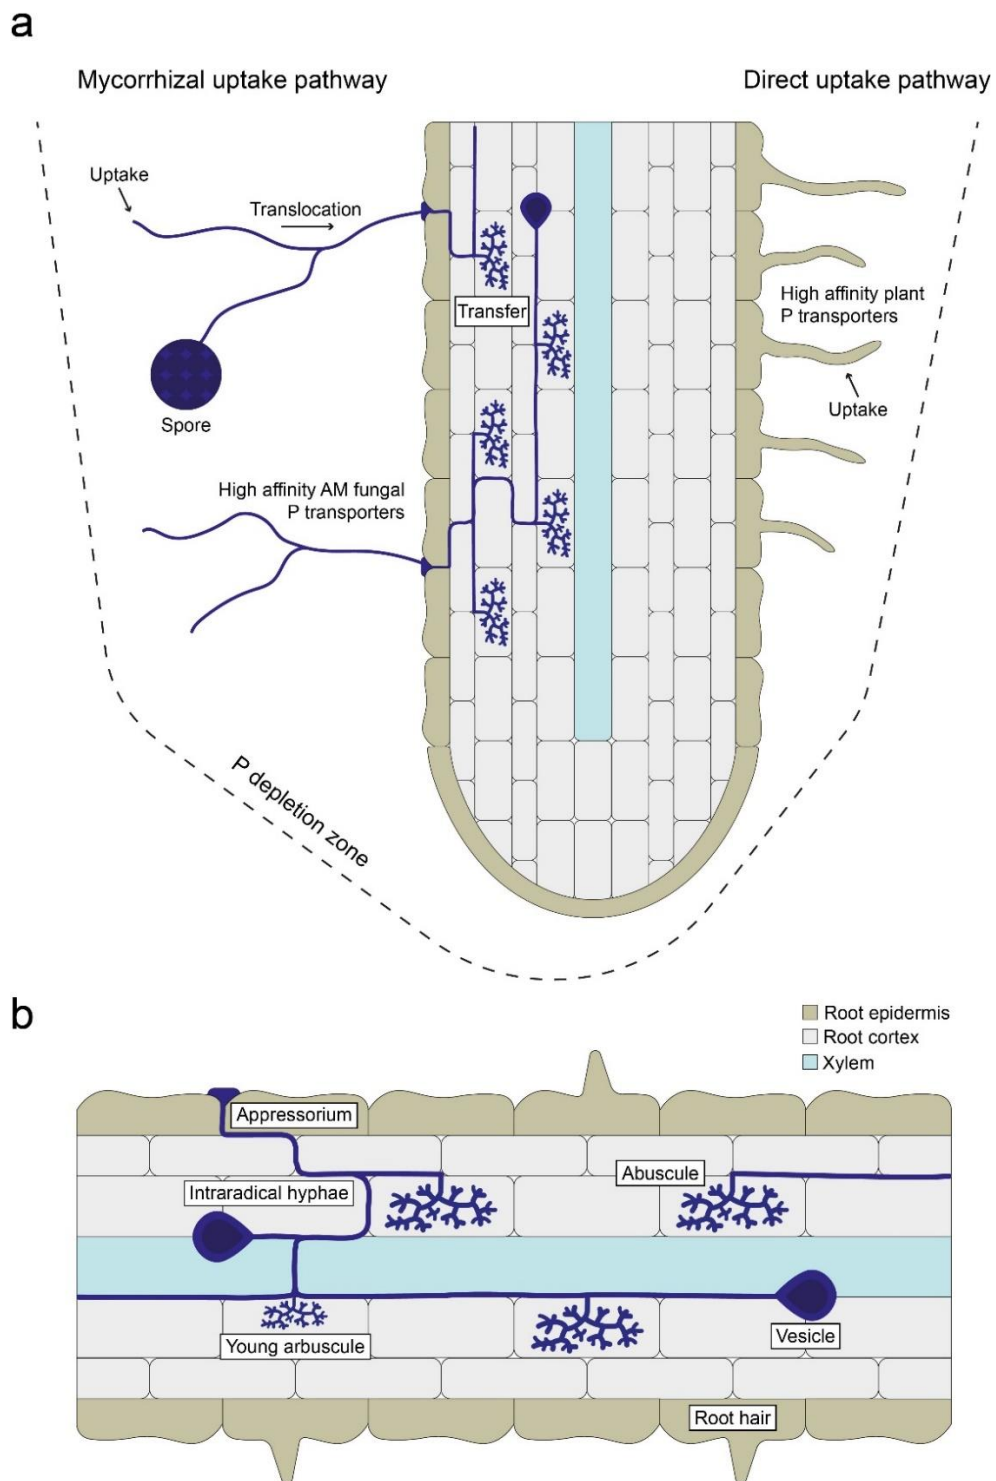 a
Mycorrhizal uptake pathway
Direct uptake pathway
Uptake
Translocation
Transfer
High affinity plant
P transporters
Uptake
Spore
High affinity AM fungal
P transporters
P depletion zone
b
Root epidermis
Root cortex
Xylem
Appressorium
Abuscule
Intraradical hyphae
Young arbuscule
Vesicle
Root hair